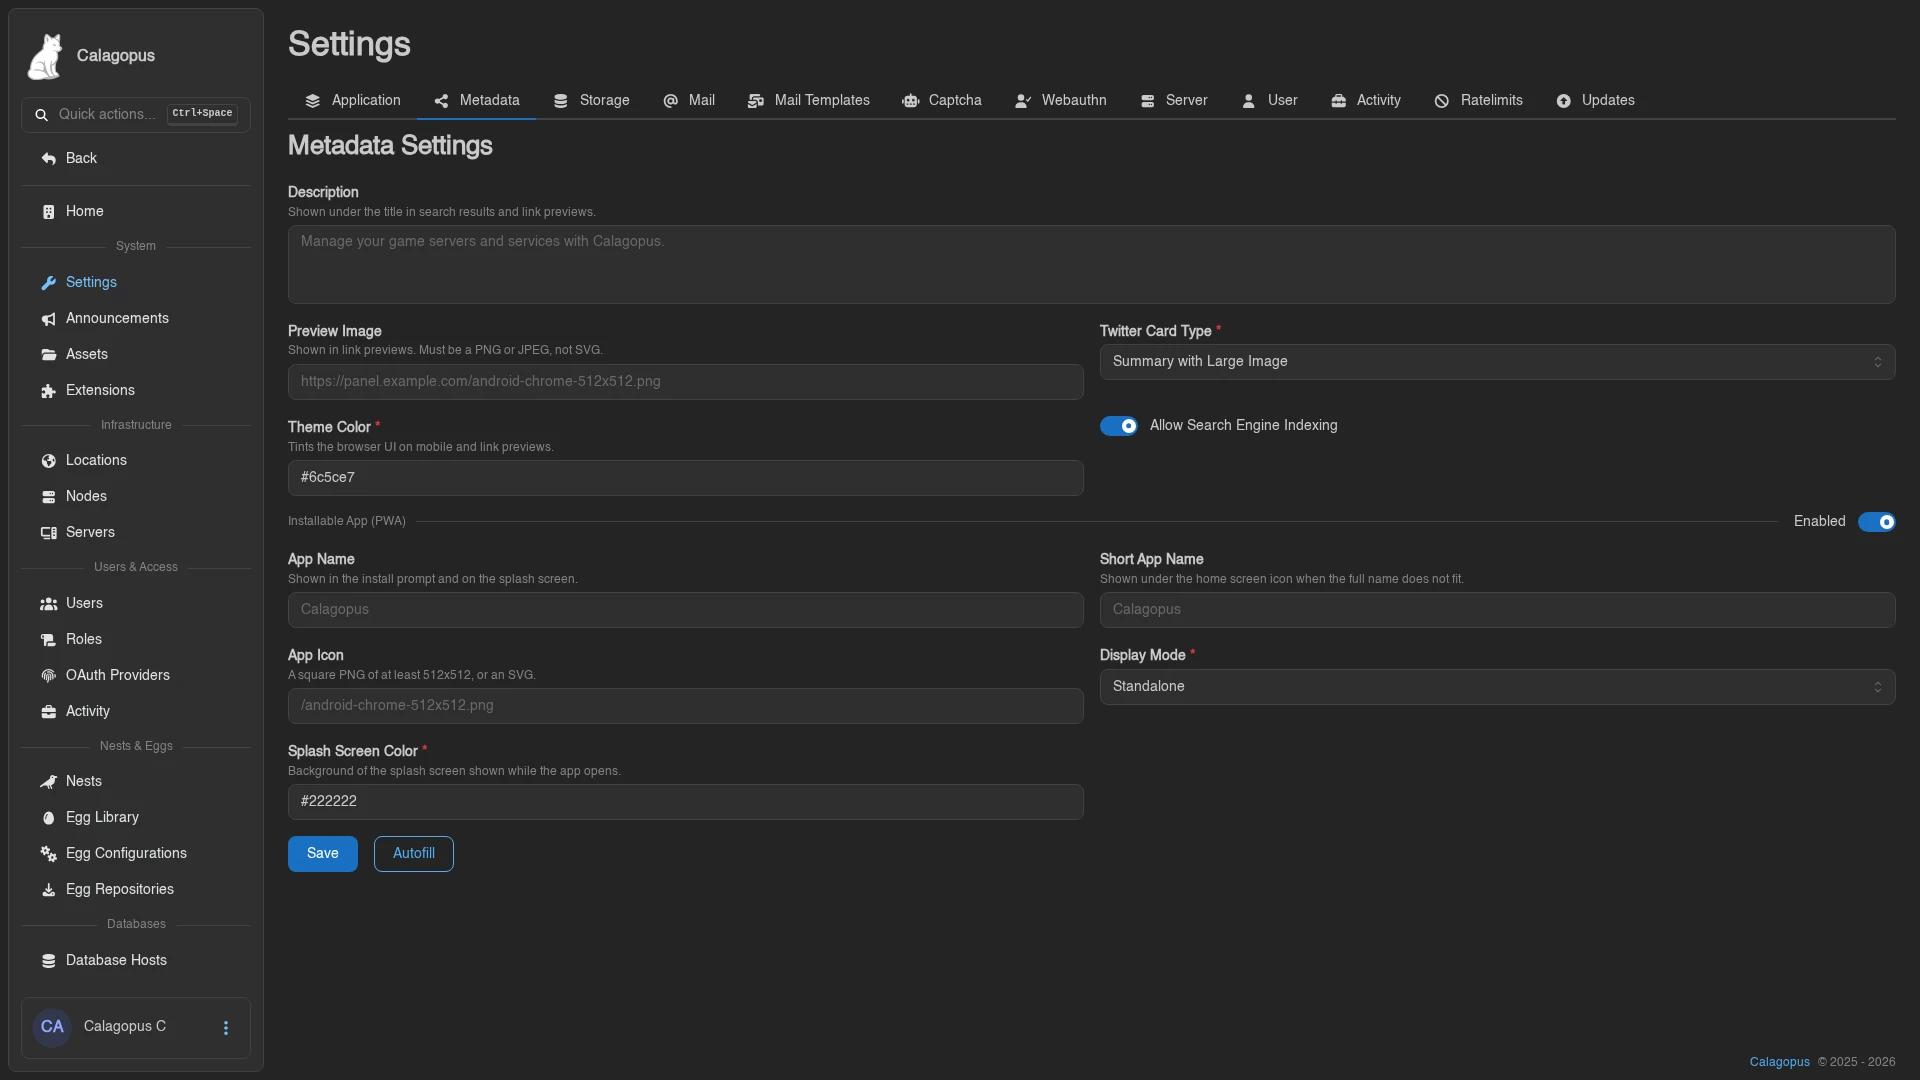 Calagopus
Quick actions... Ctrl+Space
Back
Home
System
Settings
Announcements
Assets
Extensions
Infrastructure
Locations
Nodes
Servers
Users & Access
Users
Roles
OAuth Providers
Activity
Nests & Eggs
Nests
Egg Library
Egg Configurations
Egg Repositories
Databases
Database Hosts
CA Calagopus C
Settings
Application Metadata Storage Mail Mail Templates Captcha Webauthn Server User Activity Ratelimits Updates
Metadata Settings
Description
Shown under the title in search results and link previews.
Manage your game servers and services with Calagopus.
Preview Image
Shown in link previews. Must be a PNG or JPEG, not SVG.
https://panel.example.com/android-chrome-512x512.png
Twitter Card Type *
Summary with Large Image
Theme Color *
Tints the browser UI on mobile and link previews.
#6c5ce7
Allow Search Engine Indexing
Installable App (PWA) Enabled
App Name
Shown in the install prompt and on the splash screen.
Calagopus
Short App Name
Shown under the home screen icon when the full name does not fit.
Calagopus
App Icon
A square PNG of at least 512x512, or an SVG.
/android-chrome-512x512.png
Display Mode *
Standalone
Splash Screen Color *
Background of the splash screen shown while the app opens.
#222222
Save Autofill
Calagopus © 2025 - 2026